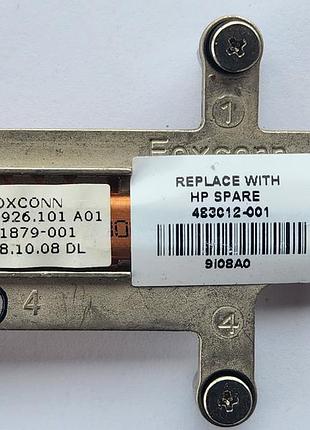 1
Foxconn
FOXCONN
926.101 A01
1879-001
8.10.08 DL
REPLACE WITH
HP SPARE
483012-001
9I08A0
4
4